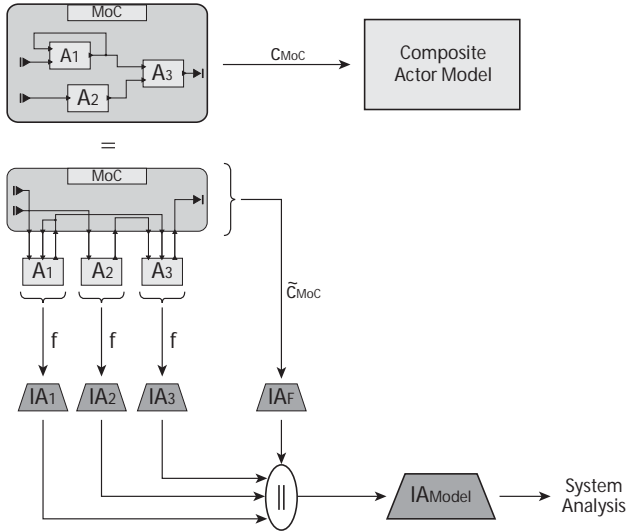 MoC
A1
A2
A3
CMoC
Composite
Actor Model
=
MoC
A1
A2
A3
c̃MoC
f
f
f
IA1
IA2
IA3
IAF
||
IAModel
System
Analysis